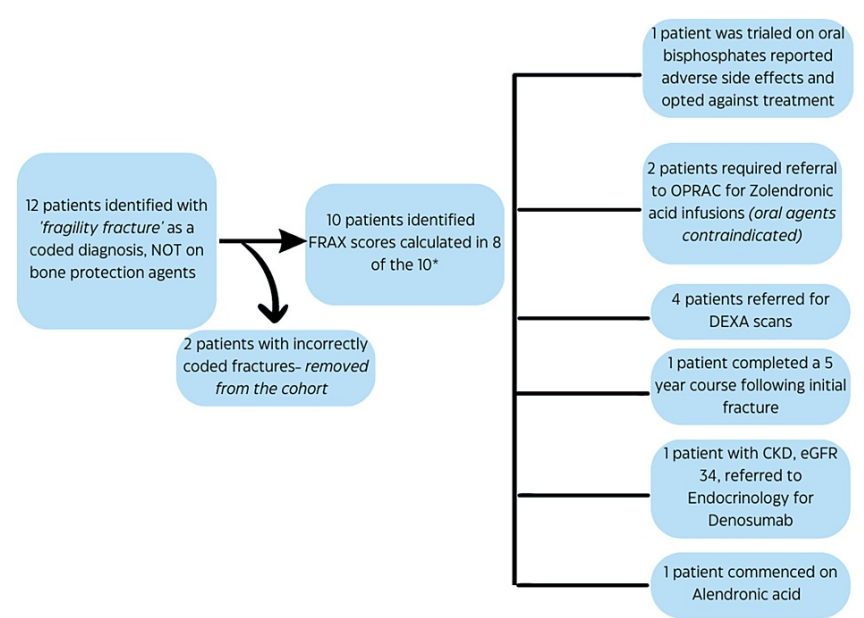 12 patients identified with
'fragility fracture' as a
coded diagnosis, NOT on
bone protection agents
2 patients with incorrectly
coded fractures- removed
from the cohort
10 patients identified
FRAX scores calculated in 8
of the 10*
1 patient was trialed on oral
bisphosphates reported
adverse side effects and
opted against treatment
2 patients required referral
to OPRAC for Zolendronic
acid infusions (oral agents
contraindicated)
4 patients referred for
DEXA scans
1 patient completed a 5
year course following initial
fracture
1 patient with CKD, eGFR
34, referred to
Endocrinology for
Denosumab
1 patient commenced on
Alendronic acid